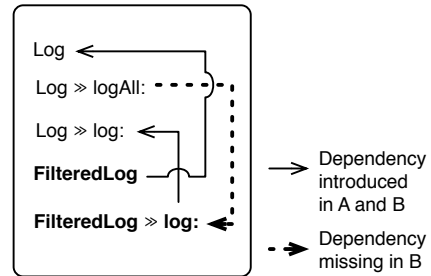 Log
Log ≫ logAll:
Log ≫ log:
FilteredLog
FilteredLog ≫ log:
Dependency
introduced
in A and B
Dependency
missing in B